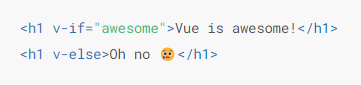 <h1 v-if="awesome">Vue is awesome!</h1>
<h1 v-else>Oh no 😢</h1>